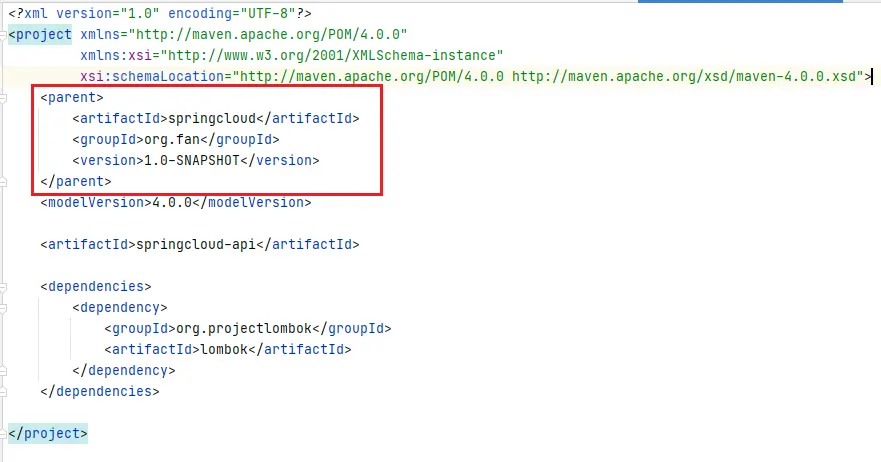 <?xml version="1.0" encoding="UTF-8"?>
<project xmlns="http://maven.apache.org/POM/4.0.0"
         xmlns:xsi="http://www.w3.org/2001/XMLSchema-instance"
         xsi:schemaLocation="http://maven.apache.org/POM/4.0.0 http://maven.apache.org/xsd/maven-4.0.0.xsd">
    <parent>
        <artifactId>springcloud</artifactId>
        <groupId>org.fan</groupId>
        <version>1.0-SNAPSHOT</version>
    </parent>
    <modelVersion>4.0.0</modelVersion>

    <artifactId>springcloud-api</artifactId>

    <dependencies>
        <dependency>
            <groupId>org.projectlombok</groupId>
            <artifactId>lombok</artifactId>
        </dependency>
    </dependencies>

</project>